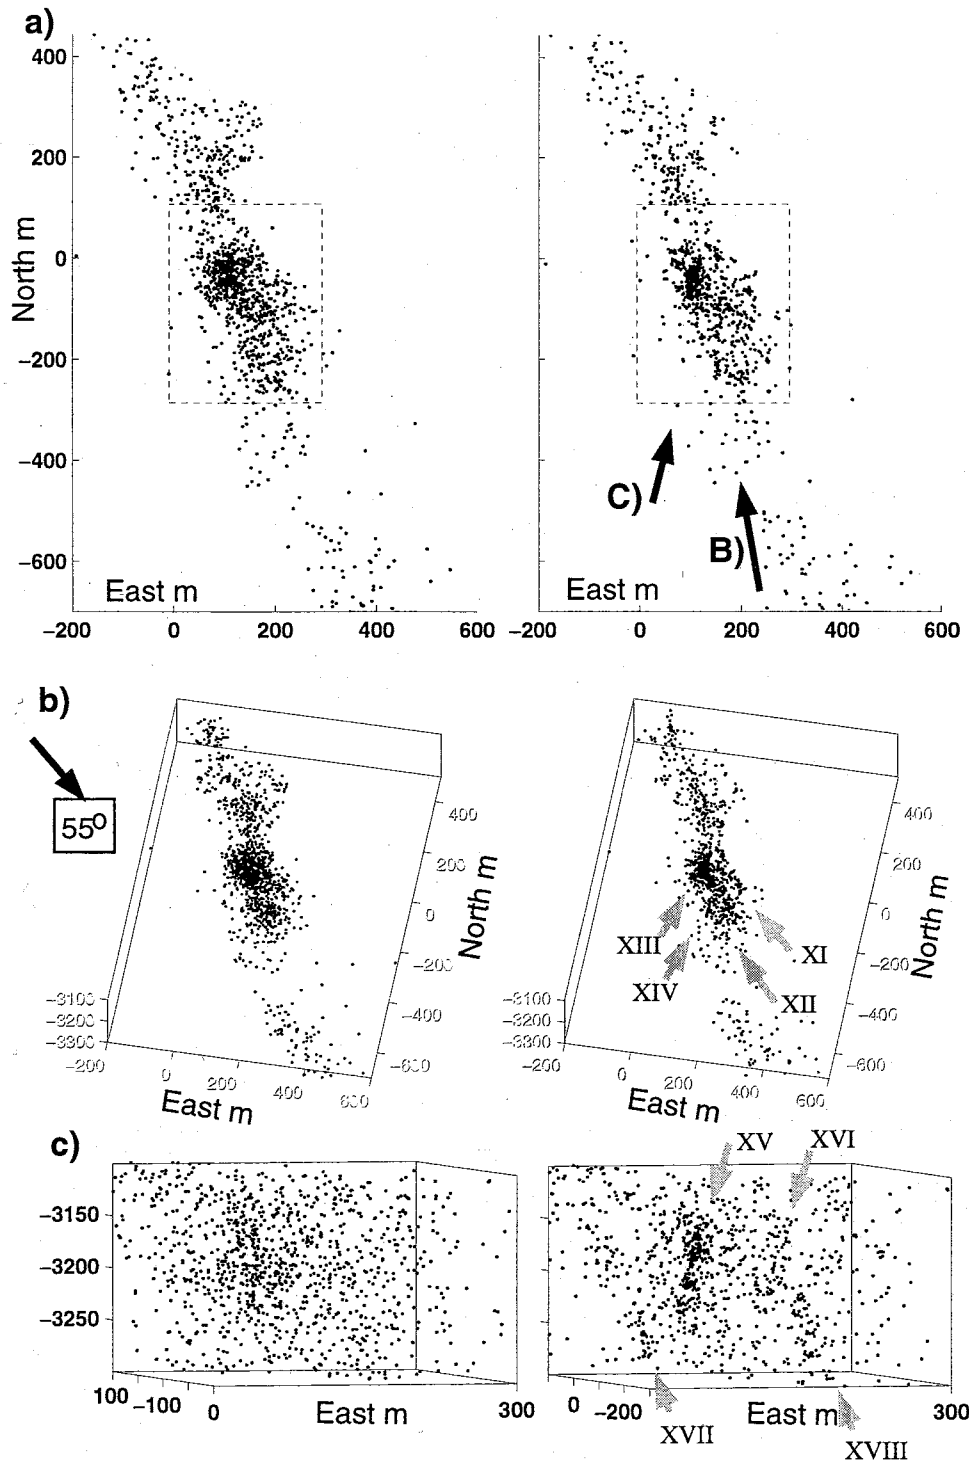 a)
400
200
0
−200
−400
−600
North m
East m
−200 0 200 400 600
C)
B)
East m
−200 0 200 400 600
b)
55º
400
200
0
−200
−400
−600
North m
−3100
−3200
−3300
−200 0 200 400 600
East m
XIII
XIV
XI
XII
400
200
0
−200
−400
−600
North m
−3100
−3200
−3300
−200 0 200 400 600
East m
c)
−3150
−3200
−3250
100 −100 0 East m 300
XV XVI
0 −200 East m 300
XVII
XVIII